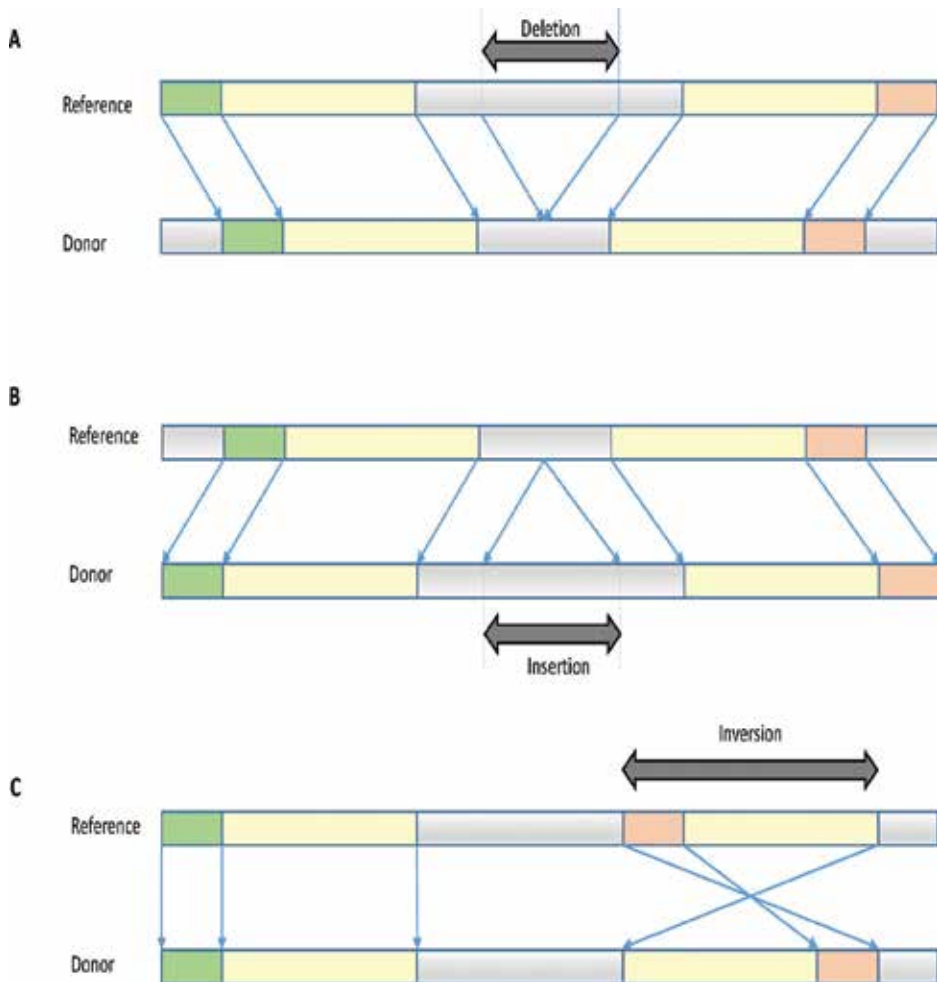 A
Deletion
Reference
Donor
B
Reference
Donor
Insertion
Inversion
C
Reference
Donor